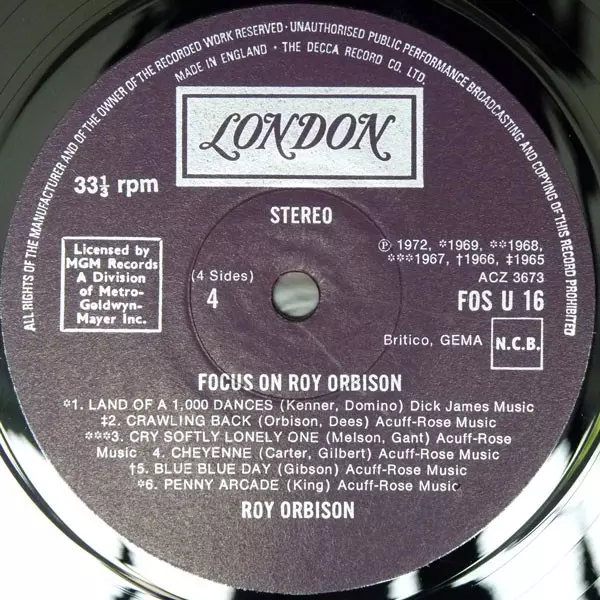 ALL RIGHTS OF THE MANUFACTURER AND OF THE OWNER OF THE RECORDED WORK RESERVED · UNAUTHORISED PUBLIC PERFORMANCE BROADCASTING AND COPYING OF THIS RECORD PROHIBITED
MADE IN ENGLAND · THE DECCA RECORD CO. LTD.
LONDON
33⅓ rpm
STEREO
Licensed by
MGM Records
A Division
of Metro-
Goldwyn-
Mayer Inc.
(4 Sides)
4
℗ 1972, *1969, **1968,
***1967, †1966, ‡1965
ACZ 3673
FOS U 16
Britico, GEMA
N.C.B.
FOCUS ON ROY ORBISON
*1. LAND OF A 1,000 DANCES (Kenner, Domino) Dick James Music
‡2. CRAWLING BACK (Orbison, Dees) Acuff-Rose Music
***3. CRY SOFTLY LONELY ONE (Melson, Gant) Acuff-Rose
Music 4. CHEYENNE (Carter, Gilbert) Acuff-Rose Music
†5. BLUE BLUE DAY (Gibson) Acuff-Rose Music
*6. PENNY ARCADE (King) Acuff-Rose Music
ROY ORBISON